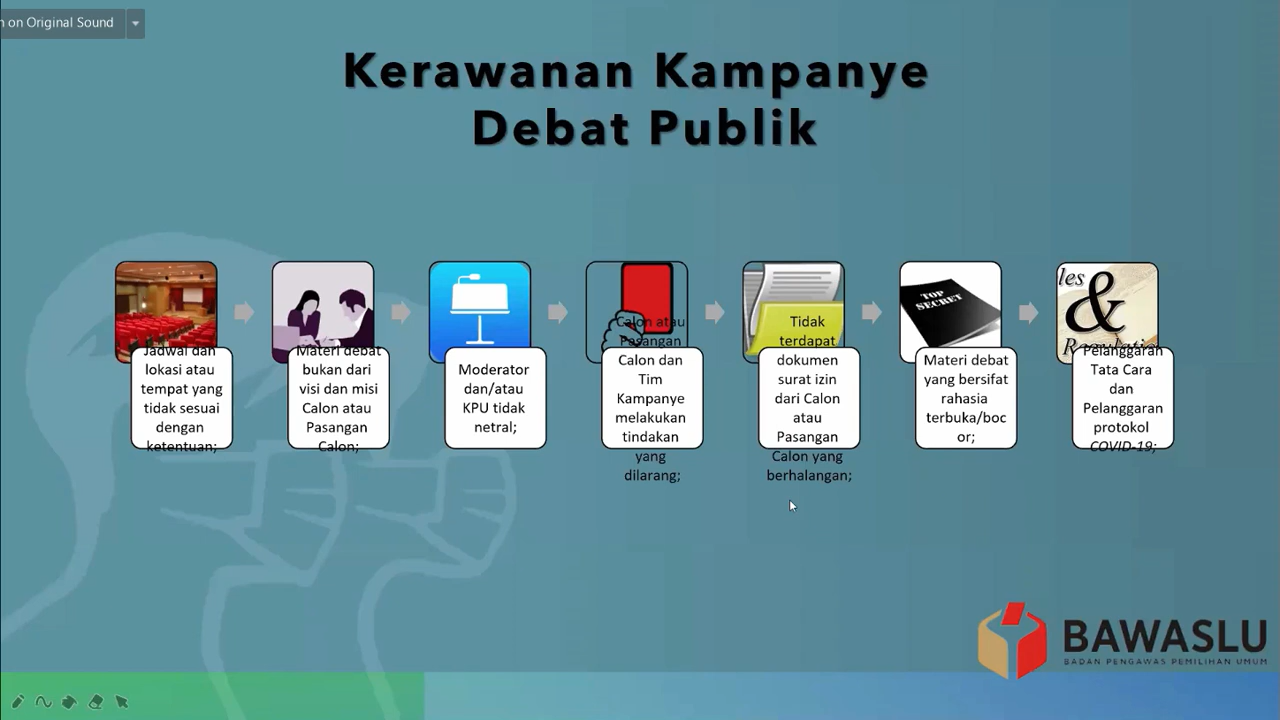 n on Original Sound
Kerawanan Kampanye
Debat Publik
Jadwal dan
lokasi atau
tempat yang
tidak sesuai
dengan
ketentuan;
Materi debat
bukan dari
visi dan misi
Calon atau
Pasangan
Calon;
Moderator
dan/atau
KPU tidak
netral;
Calon atau
Pasangan
Calon dan
Tim
Kampanye
melakukan
tindakan
yang
dilarang;
Tidak
terdapat
dokumen
surat izin
dari Calon
atau
Pasangan
Calon yang
berhalangan;
TOP
SECRET
Materi debat
yang bersifat
rahasia
terbuka/boc
or;
les
&
Regulatio
Pelanggaran
Tata Cara
dan
Pelanggaran
protokol
COVID-19;
BAWASLU
BADAN PENGAWAS PEMILIHAN UMUM